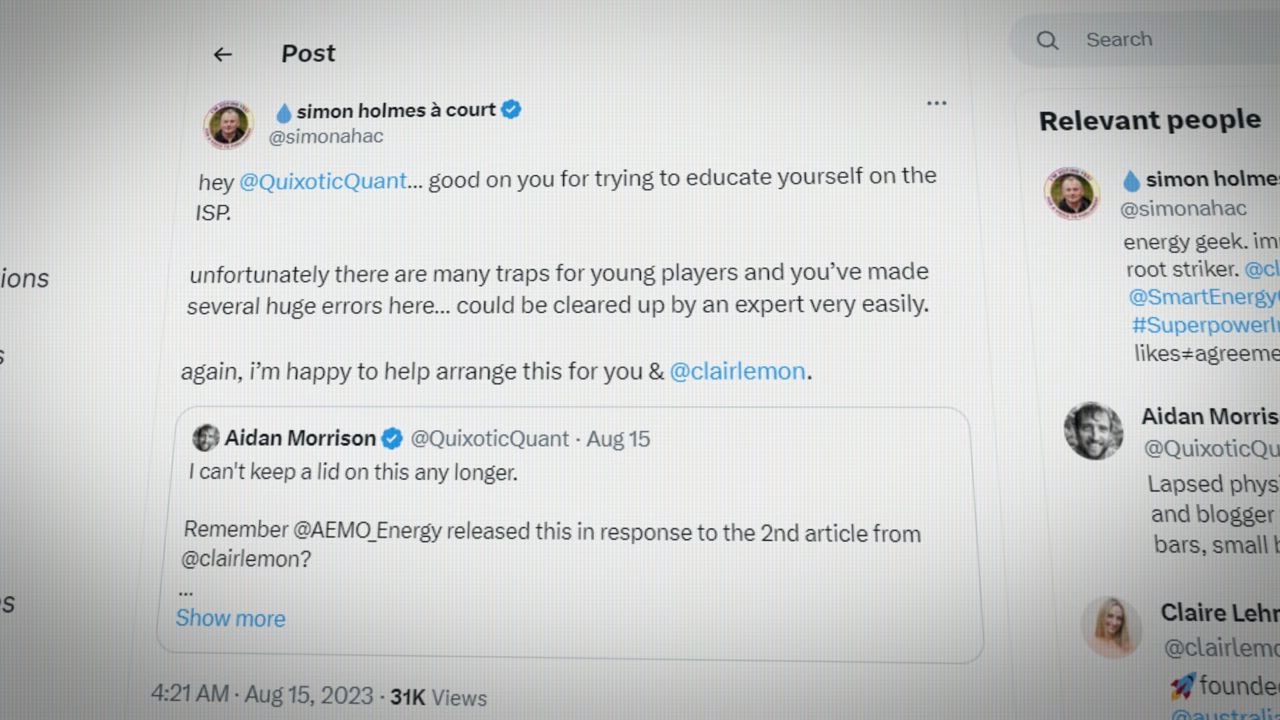 ← Post
💧 simon holmes à court
@simonahac
hey @QuixoticQuant... good on you for trying to educate yourself on the
ISP.
unfortunately there are many traps for young players and you've made
several huge errors here... could be cleared up by an expert very easily.
again, i'm happy to help arrange this for you & @clairlemon.
Aidan Morrison @QuixoticQuant · Aug 15
I can't keep a lid on this any longer.
Remember @AEMO_Energy released this in response to the 2nd article from
@clairlemon?
...
Show more
4:21 AM · Aug 15, 2023 · 31K Views
ions
s
s
Search
Relevant people
💧 simon holmes
@simonahac
energy geek. im
root striker. @cl
@SmartEnergy
#SuperpowerI
likes≠agreeme
Aidan Morris
@QuixoticQu
Lapsed physi
and blogger
bars, small b
Claire Lehr
@clairlemo
🚀 founde
@australi